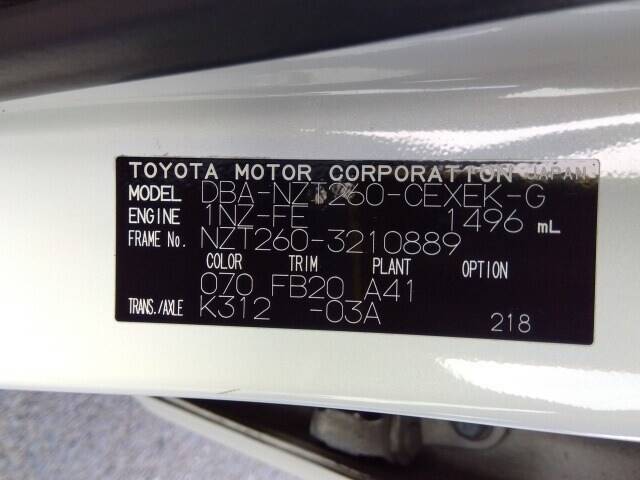 TOYOTA MOTOR CORPORATION JAPAN
MODEL DBA-NZT260-CEXEK-G
ENGINE 1NZ-FE 1496 mL
FRAME No. NZT260-3210889
COLOR TRIM PLANT OPTION
070 FB20 A41
TRANS./AXLE K312 -03A
218